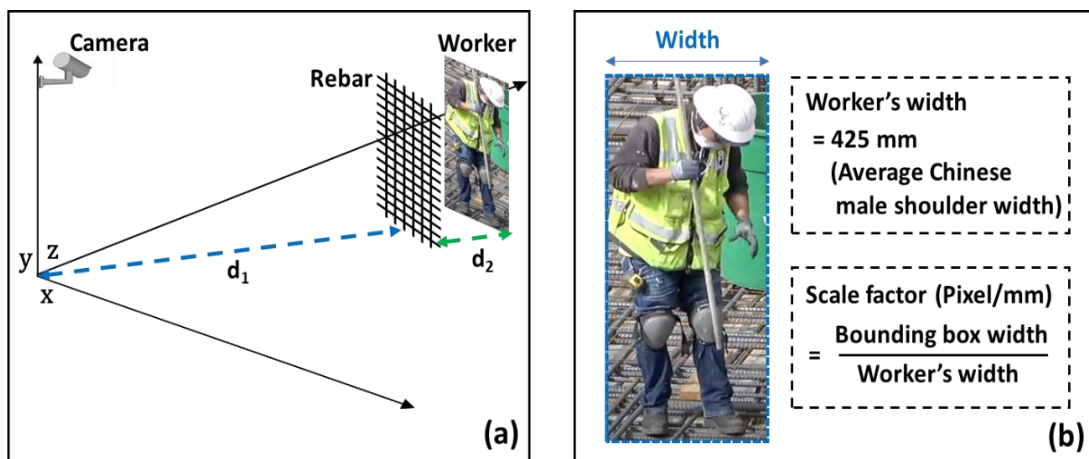 Camera
Worker
Rebar
y z
x
d₁
d₂
(a)
Width
Worker's width
= 425 mm
(Average Chinese
male shoulder width)
Scale factor (Pixel/mm)
= Bounding box width
Worker's width
(b)